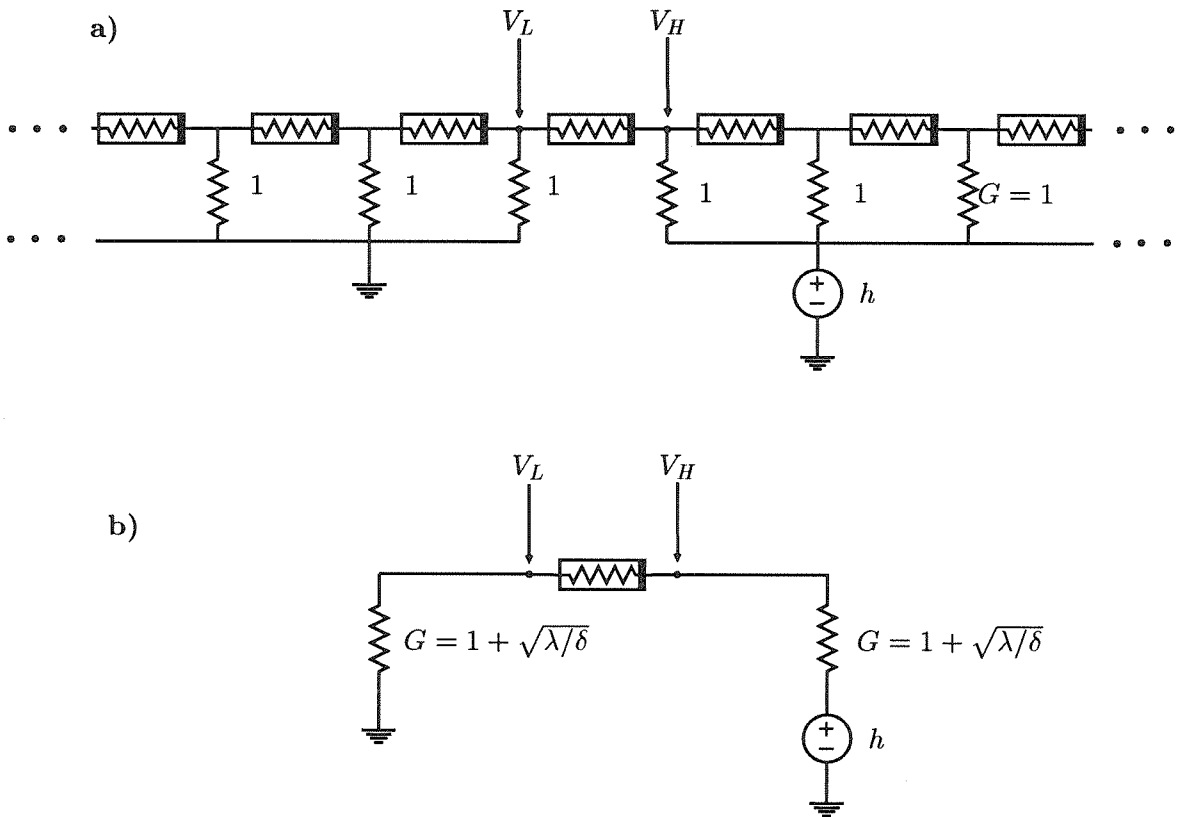 a)
V_L V_H
1 1 1 1 1 G = 1
+
− h
b)
V_L V_H
G = 1 + √λ/δ G = 1 + √λ/δ
+
− h